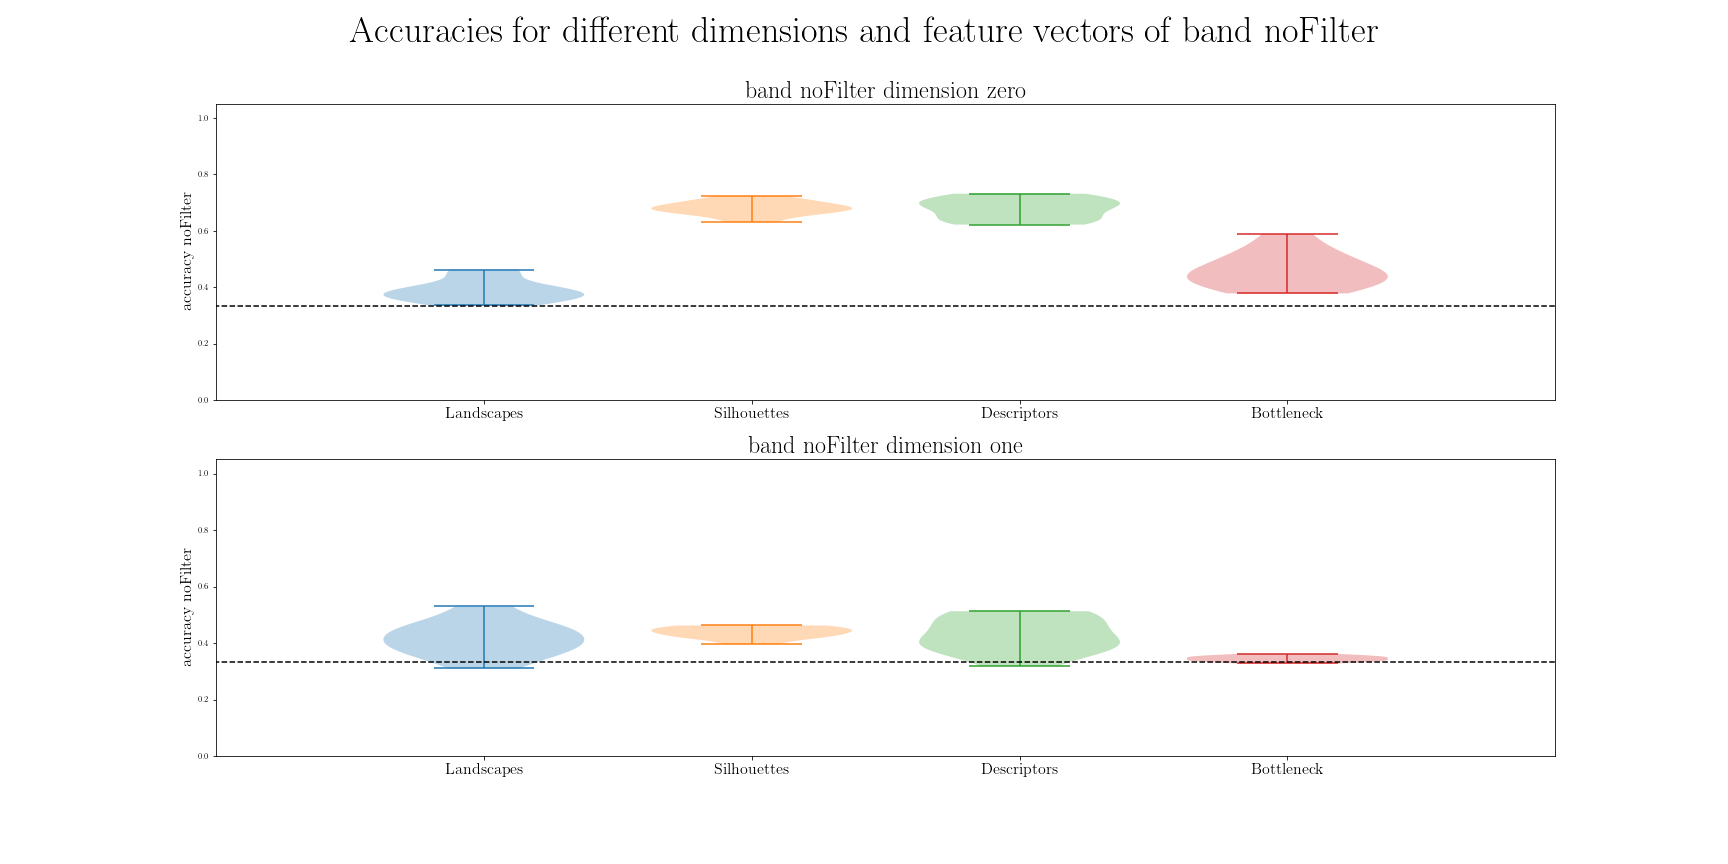 Accuracies for different dimensions and feature vectors of band noFilter
band noFilter dimension zero
accuracy noFilter
1.0
0.8
0.6
0.4
0.2
0.0
Landscapes Silhouettes Descriptors Bottleneck
band noFilter dimension one
accuracy noFilter
1.0
0.8
0.6
0.4
0.2
0.0
Landscapes Silhouettes Descriptors Bottleneck